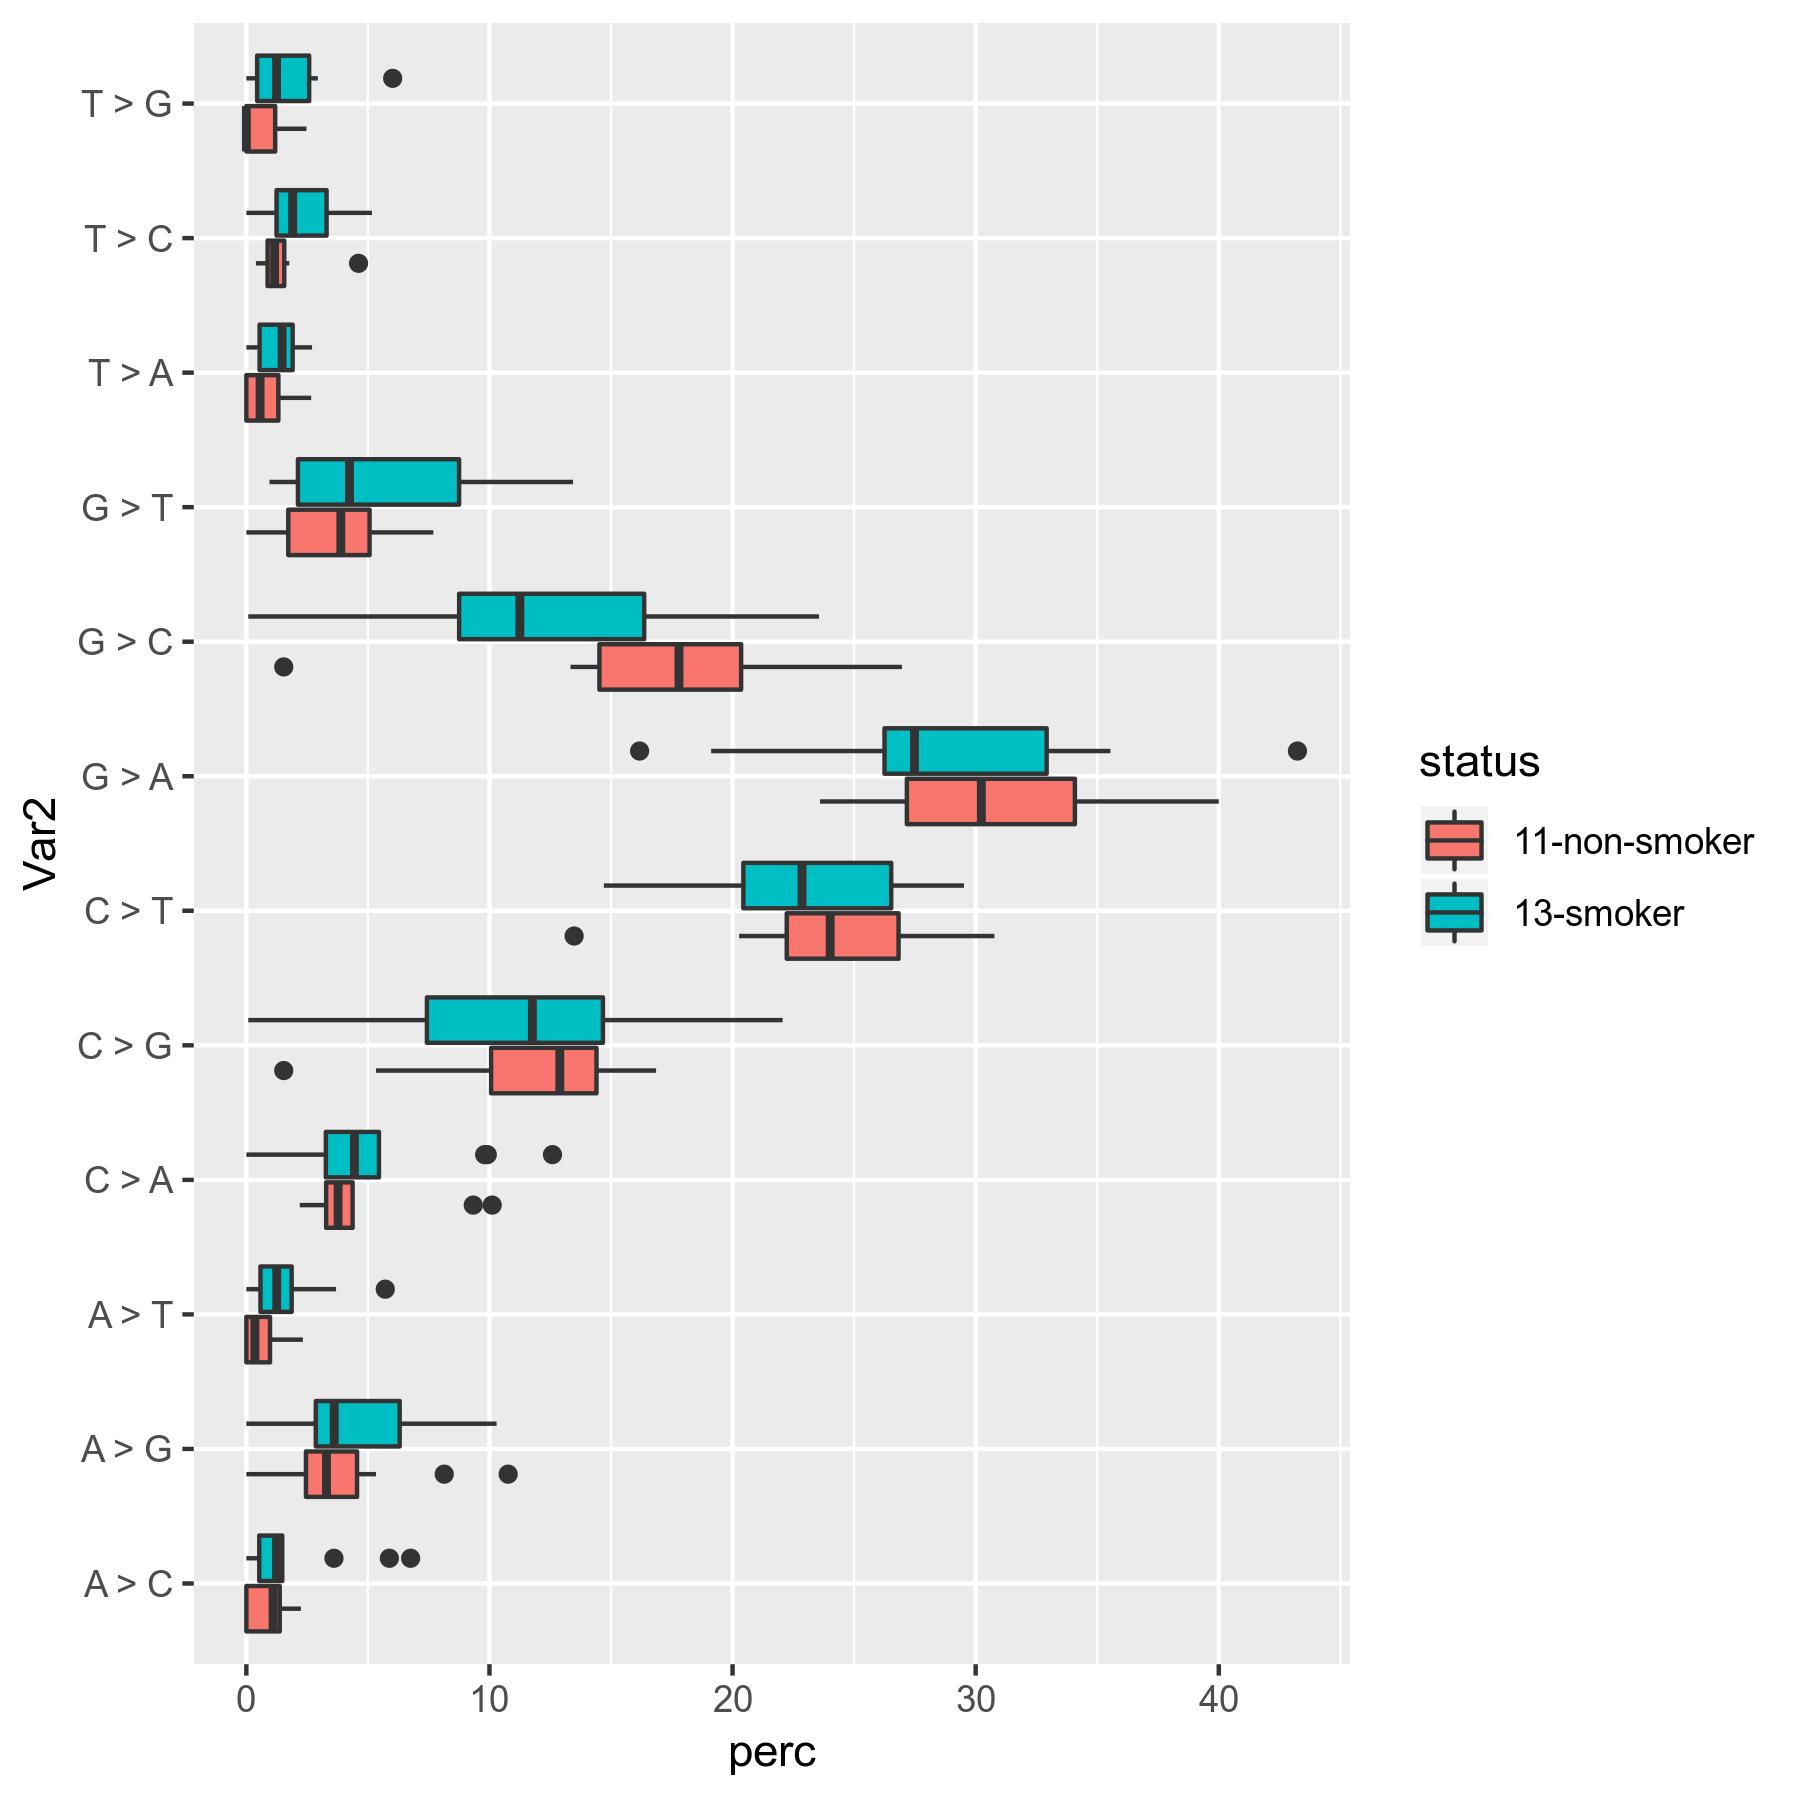 T > G
T > C
T > A
G > T
G > C
G > A
C > T
C > G
C > A
A > T
A > G
A > C
Var2
0 10 20 30 40
perc
status
11-non-smoker
13-smoker